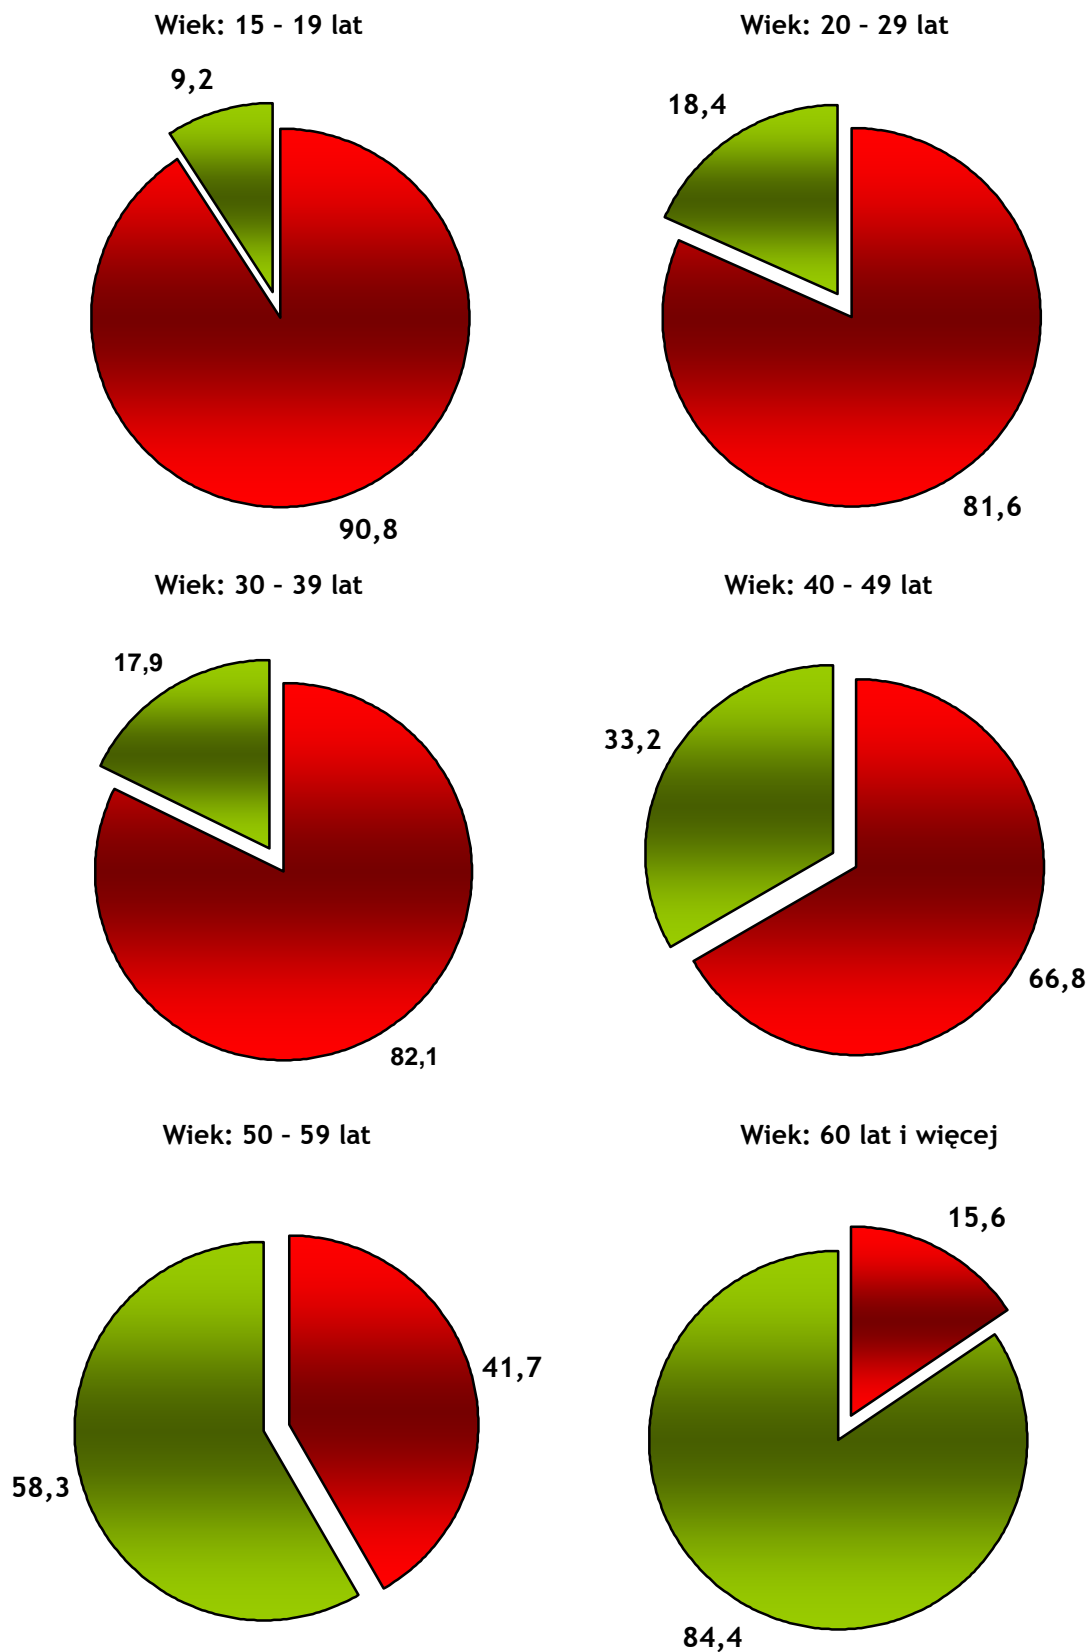 Wiek: 15 – 19 lat
9,2
90,8
Wiek: 20 – 29 lat
18,4
81,6
Wiek: 30 – 39 lat
17,9
82,1
Wiek: 40 – 49 lat
33,2
66,8
Wiek: 50 – 59 lat
41,7
58,3
Wiek: 60 lat i więcej
15,6
84,4